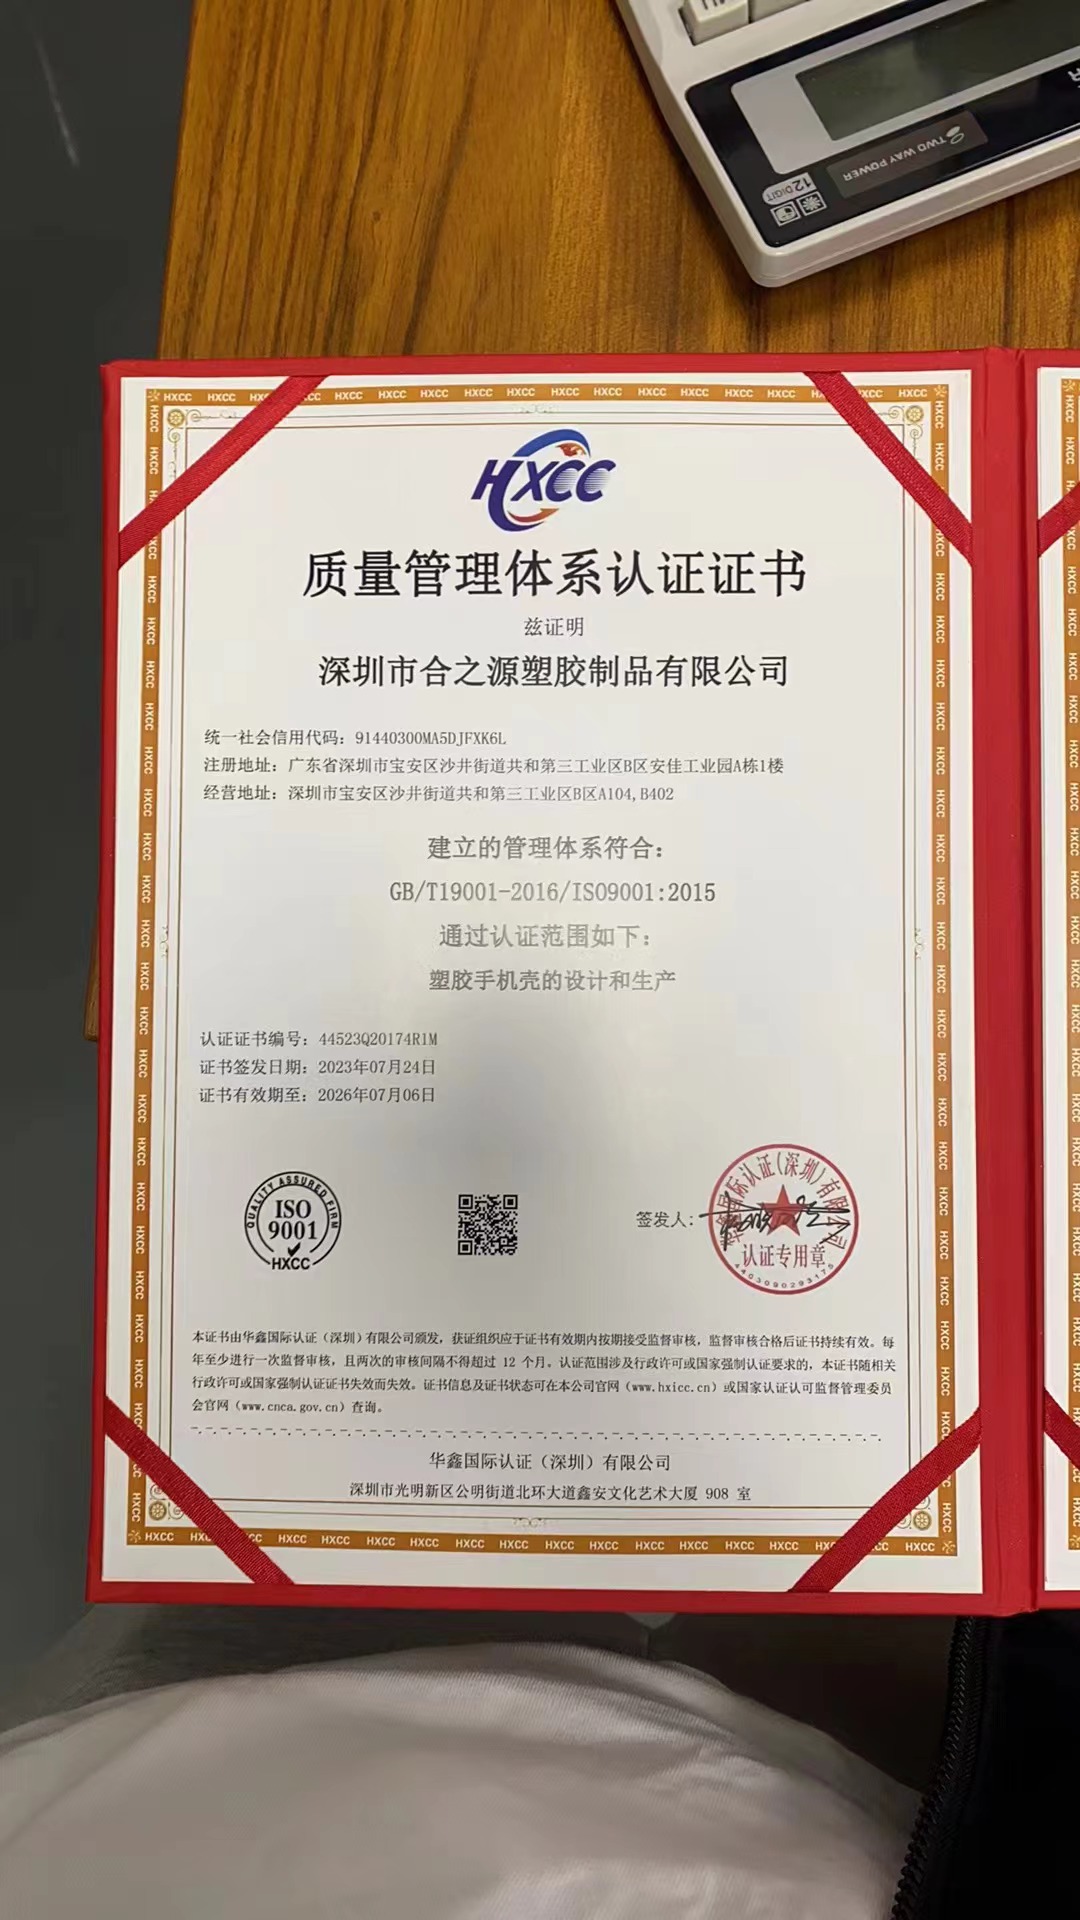 TWO WAY POWER
12 DIGIT
HXCC
质量管理体系认证证书
兹证明
深圳市合之源塑胶制品有限公司
统一社会信用代码：91440300MA5DJFXK6L
注册地址：广东省深圳市宝安区沙井街道共和第三工业区B区安佳工业园A栋1楼
经营地址：深圳市宝安区沙井街道共和第三工业区B区A104,B402
建立的管理体系符合：
GB/T19001-2016/ISO9001:2015
通过认证范围如下：
塑胶手机壳的设计和生产
认证证书编号：44523Q20174R1M
证书签发日期：2023年07月24日
证书有效期至：2026年07月06日
QUALITY ASSURED FIRM
ISO
9001
HXCC
签发人：
华鑫国际认证(深圳)有限公司
认证专用章
4403090293175
本证书由华鑫国际认证（深圳）有限公司颁发，获证组织应于证书有效期内按期接受监督审核，监督审核合格后证书持续有效。每
年至少进行一次监督审核，且两次的审核间隔不得超过 12 个月。认证范围涉及行政许可或国家强制认证要求的，本证书随相关
行政许可或国家强制认证证书失效而失效。证书信息及证书状态可在本公司官网（www.hxicc.cn）或国家认证认可监督管理委员
会官网（www.cnca.gov.cn）查询。
华鑫国际认证（深圳）有限公司
深圳市光明新区公明街道北环大道鑫安文化艺术大厦 908 室